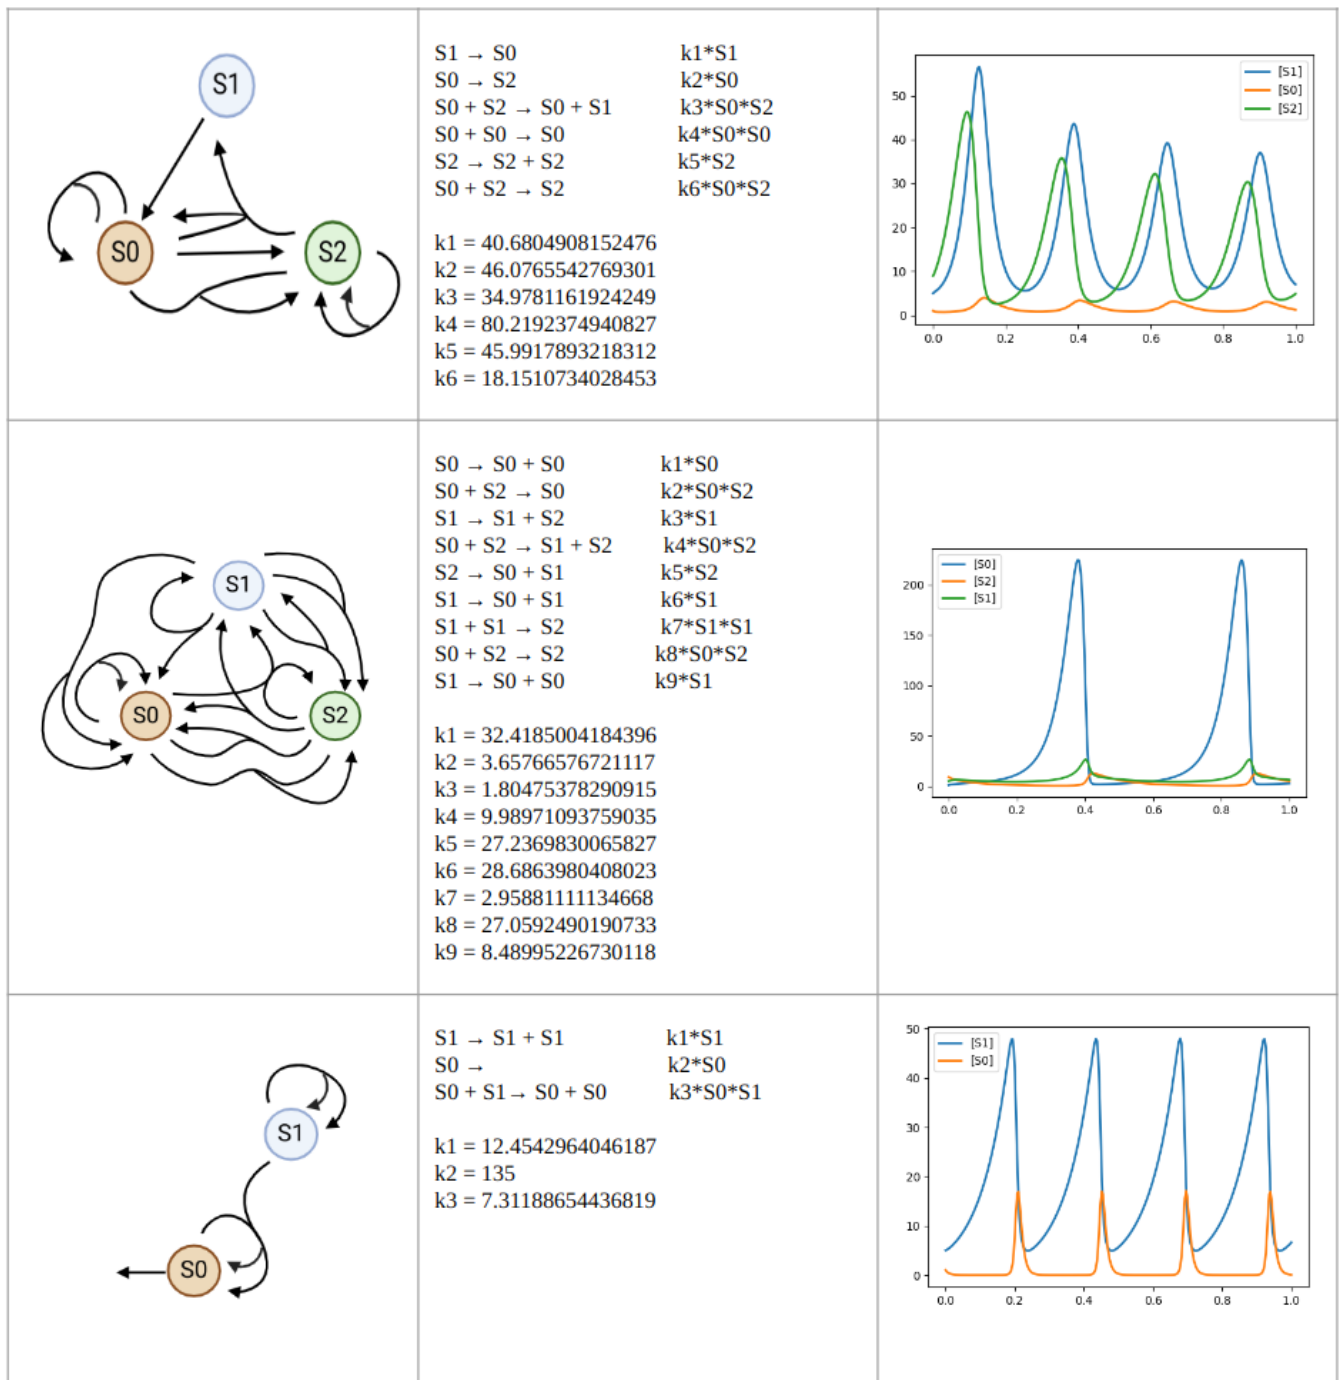 S1
S0
S2
S1 → S0 k1*S1
S0 → S2 k2*S0
S0 + S2 → S0 + S1 k3*S0*S2
S0 + S0 → S0 k4*S0*S0
S2 → S2 + S2 k5*S2
S0 + S2 → S2 k6*S0*S2
k1 = 40.6804908152476
k2 = 46.0765542769301
k3 = 34.9781161924249
k4 = 80.2192374940827
k5 = 45.9917893218312
k6 = 18.1510734028453
[S1]
[S0]
[S2]
50
40
30
20
10
0
0.0 0.2 0.4 0.6 0.8 1.0
S1
S0
S2
S0 → S0 + S0 k1*S0
S0 + S2 → S0 k2*S0*S2
S1 → S1 + S2 k3*S1
S0 + S2 → S1 + S2 k4*S0*S2
S2 → S0 + S1 k5*S2
S1 → S0 + S1 k6*S1
S1 + S1 → S2 k7*S1*S1
S0 + S2 → S2 k8*S0*S2
S1 → S0 + S0 k9*S1
k1 = 32.4185004184396
k2 = 3.65766576721117
k3 = 1.80475378290915
k4 = 9.98971093759035
k5 = 27.2369830065827
k6 = 28.6863980408023
k7 = 2.95881111134668
k8 = 27.0592490190733
k9 = 8.48995226730118
[S0]
[S2]
[S1]
200
150
100
50
0
0.0 0.2 0.4 0.6 0.8 1.0
S1
S0
S1 → S1 + S1 k1*S1
S0 → k2*S0
S0 + S1→ S0 + S0 k3*S0*S1
k1 = 12.4542964046187
k2 = 135
k3 = 7.31188654436819
[S1]
[S0]
50
40
30
20
10
0
0.0 0.2 0.4 0.6 0.8 1.0